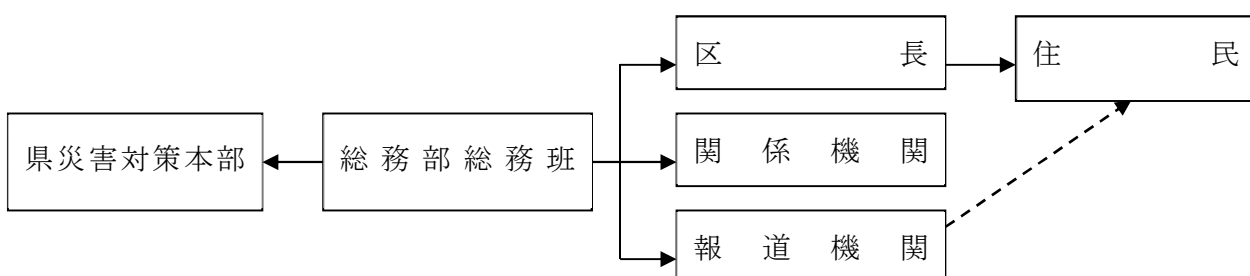 区長
住民
県災害対策本部
総務部総務班
関係機関
報道機関